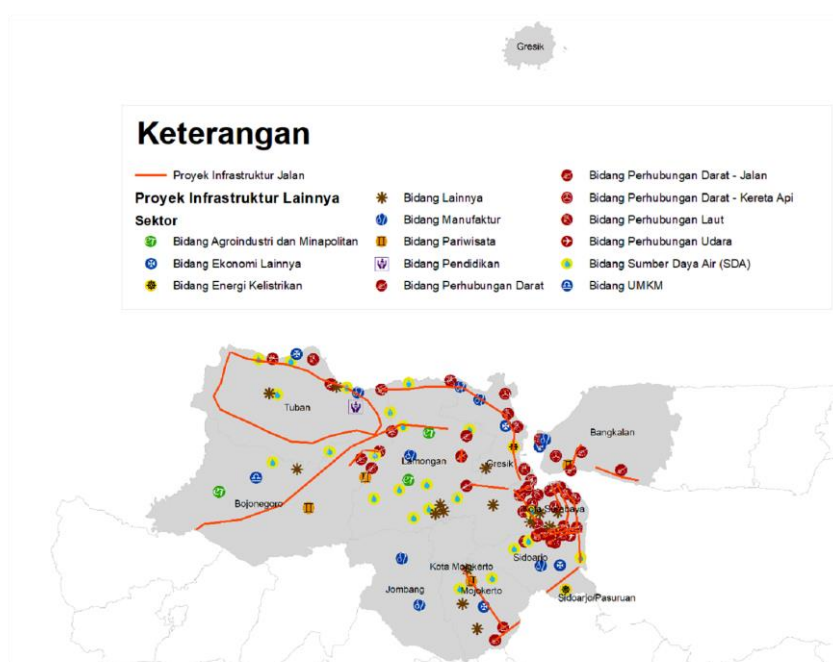 Gresik
Keterangan
Proyek Infrastruktur Jalan
Proyek Infrastruktur Lainnya
Sektor
Bidang Agroindustri dan Minapolitan
Bidang Ekonomi Lainnya
Bidang Energi Kelistrikan
Bidang Lainnya
Bidang Manufaktur
Bidang Pariwisata
Bidang Pendidikan
Bidang Perhubungan Darat
Bidang Perhubungan Darat - Jalan
Bidang Perhubungan Darat - Kereta Api
Bidang Perhubungan Laut
Bidang Perhubungan Udara
Bidang Sumber Daya Air (SDA)
Bidang UMKM
Tuban
Bangkalan
Lamongan
Gresik
Bojonegoro
Surabaya
Sidoarjo
Kota Mojokerto
Jombang
Mojokerto
Sidoarjo/Pasuruan